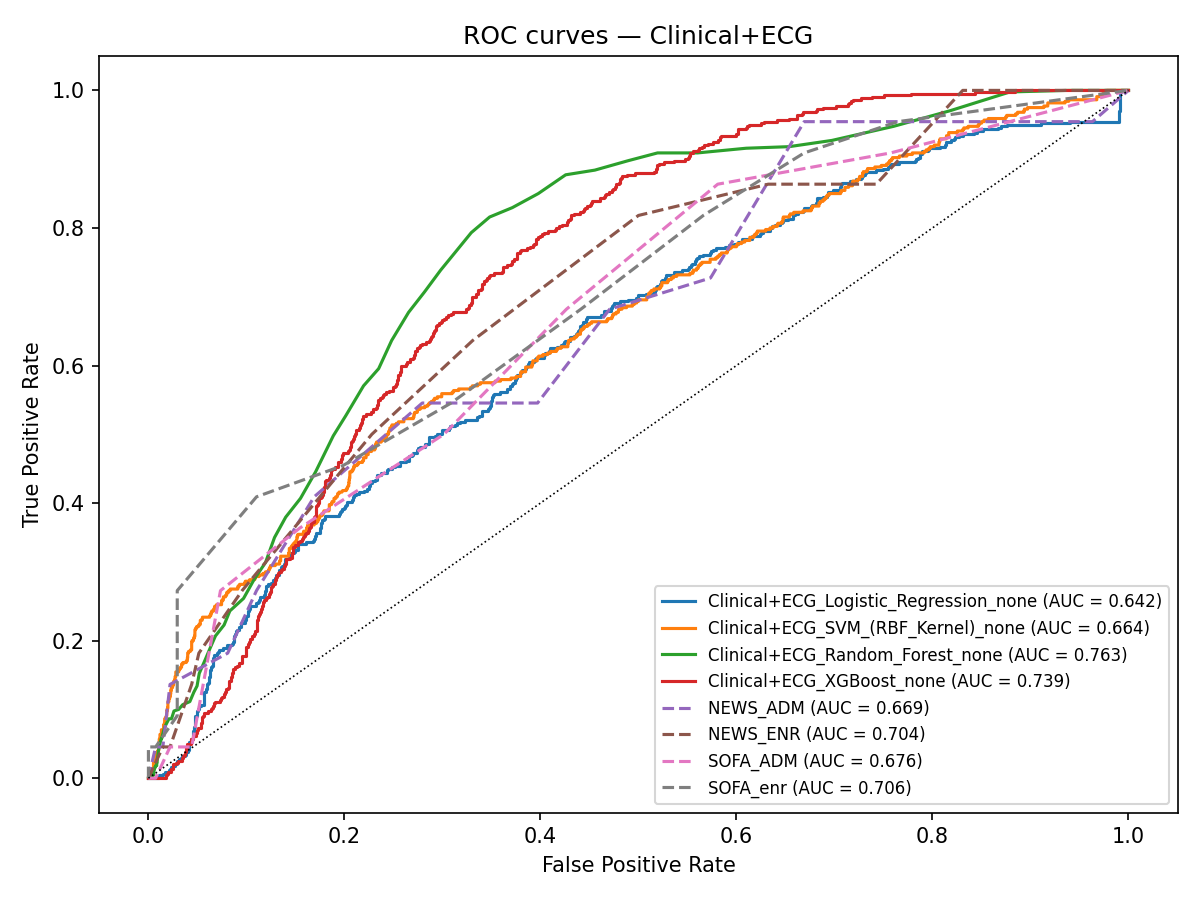 ROC curves — Clinical+ECG
True Positive Rate
1.0
0.8
0.6
0.4
0.2
0.0
Clinical+ECG_Logistic_Regression_none (AUC = 0.642)
Clinical+ECG_SVM_(RBF_Kernel)_none (AUC = 0.664)
Clinical+ECG_Random_Forest_none (AUC = 0.763)
Clinical+ECG_XGBoost_none (AUC = 0.739)
NEWS_ADM (AUC = 0.669)
NEWS_ENR (AUC = 0.704)
SOFA_ADM (AUC = 0.676)
SOFA_enr (AUC = 0.706)
0.0 0.2 0.4 0.6 0.8 1.0
False Positive Rate